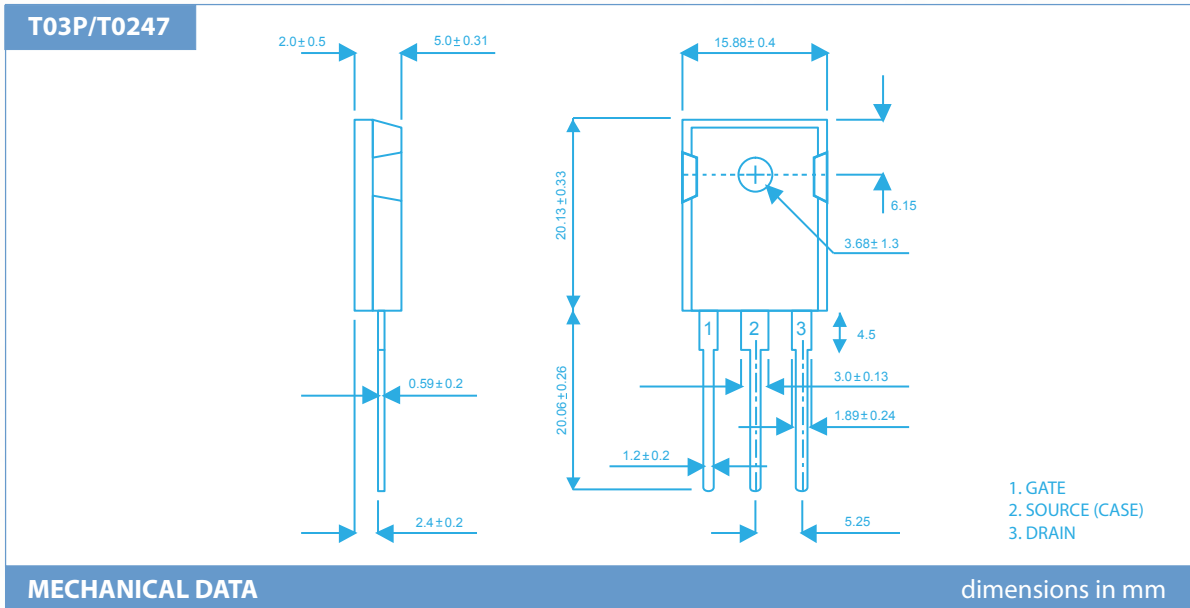 T03P/T0247
2.0±0.5
5.0±0.31
15.88±0.4
20.13±0.33
6.15
3.68±1.3
1
2
3
4.5
20.06±0.26
0.59±0.2
3.0±0.13
1.89±0.24
1.2±0.2
2.4±0.2
5.25
1. GATE
2. SOURCE (CASE)
3. DRAIN
MECHANICAL DATA
dimensions in mm